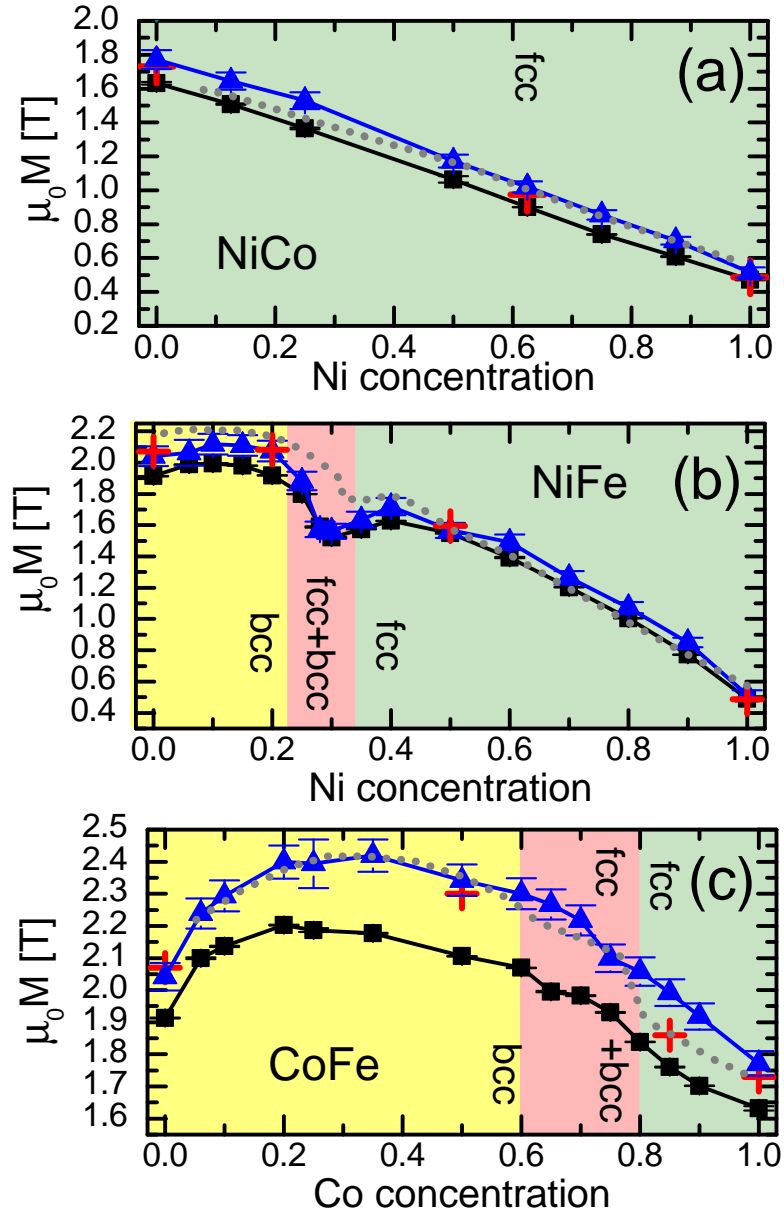 2.0
1.8
1.6
1.4
1.2
1.0
0.8
0.6
0.4
0.2
μ0M [T]
fcc
(a)
NiCo
0.0 0.2 0.4 0.6 0.8 1.0
Ni concentration
2.2
2.0
1.8
1.6
1.4
1.2
1.0
0.8
0.6
0.4
μ0M [T]
bcc
fcc+bcc
fcc
NiFe
(b)
0.0 0.2 0.4 0.6 0.8 1.0
Ni concentration
2.5
2.4
2.3
2.2
2.1
2.0
1.9
1.8
1.7
1.6
μ0M [T]
CoFe
bcc
fcc
+bcc
fcc
(c)
0.0 0.2 0.4 0.6 0.8 1.0
Co concentration